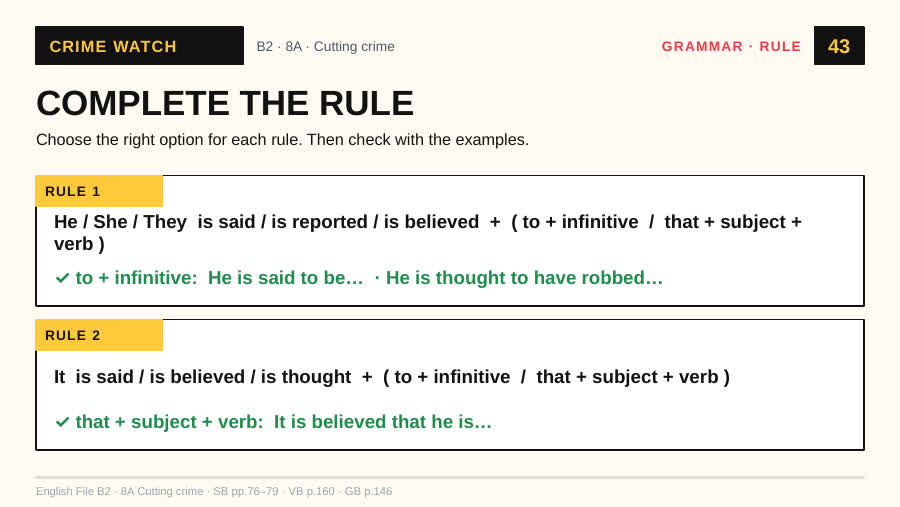 CRIME WATCH
B2 · 8A · Cutting crime
GRAMMAR · RULE
43
COMPLETE THE RULE
Choose the right option for each rule. Then check with the examples.
RULE 1
He / She / They  is said / is reported / is believed  +  ( to + infinitive  /  that + subject +
verb )
✓ to + infinitive:  He is said to be…  · He is thought to have robbed…
RULE 2
It  is said / is believed / is thought  +  ( to + infinitive  /  that + subject + verb )
✓ that + subject + verb:  It is believed that he is…
English File B2 · 8A Cutting crime · SB pp.76–79 · VB p.160 · GB p.146